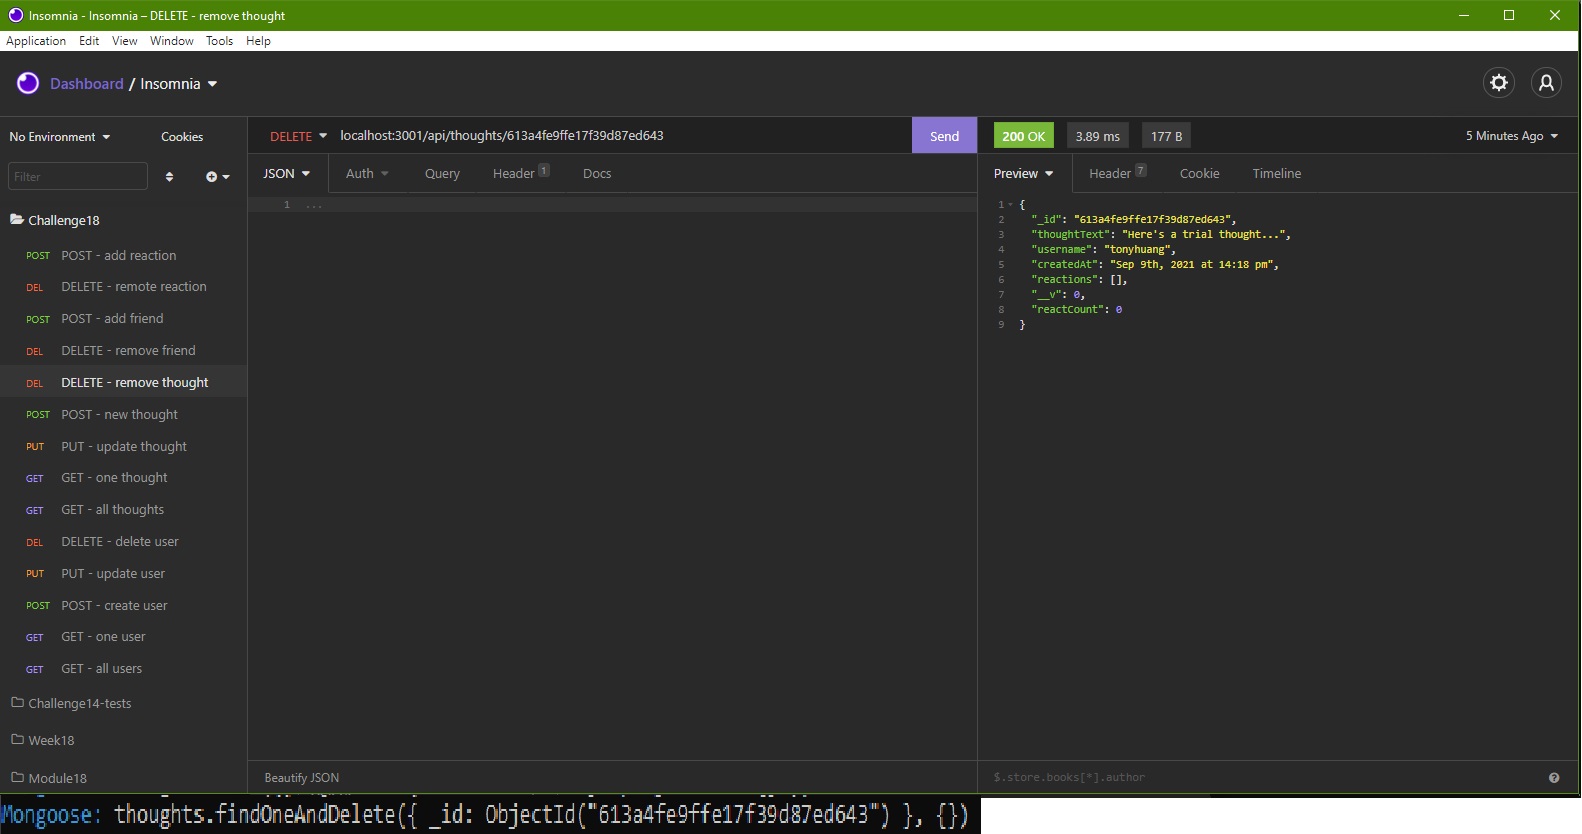 Insomnia - Insomnia – DELETE - remove thought
Application Edit View Window Tools Help
Dashboard / Insomnia
No Environment Cookies
DELETE localhost:3001/api/thoughts/613a4fe9ffe17f39d87ed643 Send
200 OK 3.89 ms 177 B 5 Minutes Ago
Filter
JSON Auth Query Header 1 Docs
Preview Header 7 Cookie Timeline
Challenge18
POST POST - add reaction
DEL DELETE - remote reaction
POST POST - add friend
DEL DELETE - remove friend
DEL DELETE - remove thought
POST POST - new thought
PUT PUT - update thought
GET GET - one thought
GET GET - all thoughts
DEL DELETE - delete user
PUT PUT - update user
POST POST - create user
GET GET - one user
GET GET - all users
Challenge14-tests
Week18
Module18
1 ...
Beautify JSON
1 {
2 "_id": "613a4fe9ffe17f39d87ed643",
3 "thoughtText": "Here's a trial thought...",
4 "username": "tonyhuang",
5 "createdAt": "Sep 9th, 2021 at 14:18 pm",
6 "reactions": [],
7 "__v": 0,
8 "reactCount": 0
9 }
$.store.books[*].author
Mongoose: thoughts.findOneAndDelete({ _id: ObjectId("613a4fe9ffe17f39d87ed643") }, {})